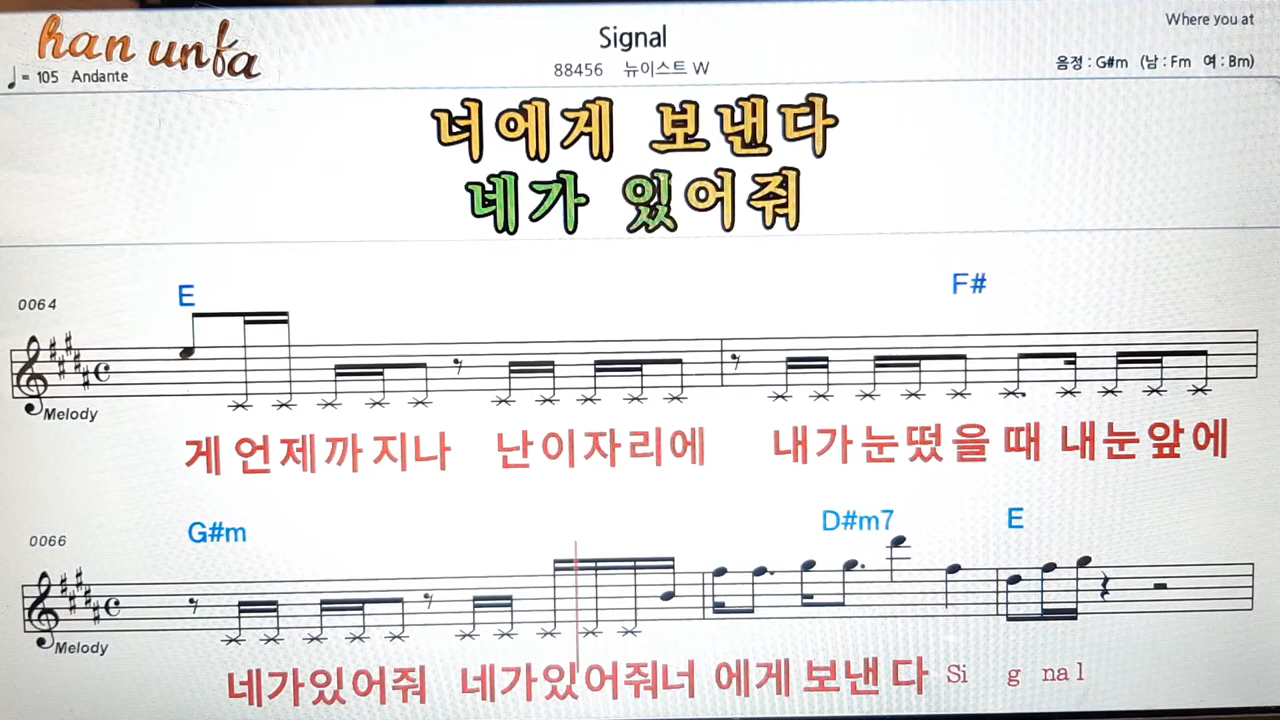 han unfa
Signal
Where you at
♩ = 105 Andante
88456 뉴이스트 W
음정 : G#m (남 : Fm 여 : Bm)
너에게 보낸다
네가 있어줘
0064
E F#
Melody
게 언제까지나 난이자리에 내가눈떴을 때 내눈앞에
0066
G#m D#m7 E
Melody
네가있어줘 네가있어줘너 에게 보낸 다 Si g nal